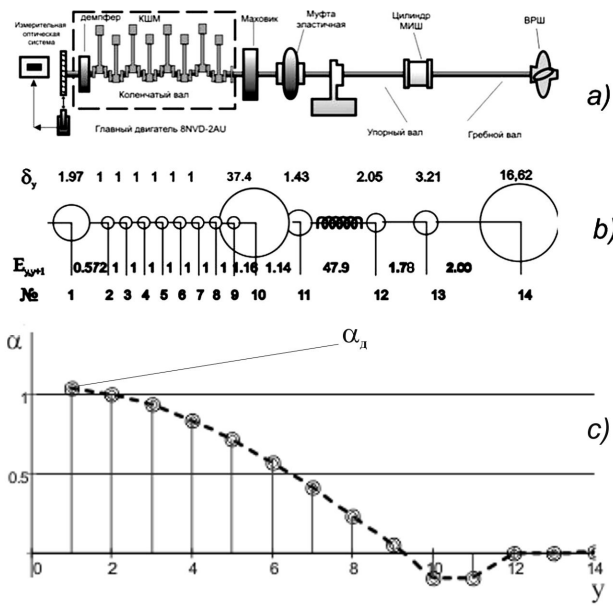 Измерительная
оптическая
система
демпфер
КШМ
Маховик
Муфта
эластичная
Цилиндр
МИШ
ВРШ
Коленчатый вал
Упорный вал
Гребной вал
Главный двигатель 8NVD-2AU
a)
δy 1.97 1 1 1 1 1 1 37.4 1.43 2.05 3.21 16,62
b)
0.572 1 1 1 1 1 1 1 1.16 1.14 47.9 1.78 2.00
№ 1 2 3 4 5 6 7 8 9 10 11 12 13 14
α
αд
1
c)
0.5
0 2 4 6 8 10 12 14
y